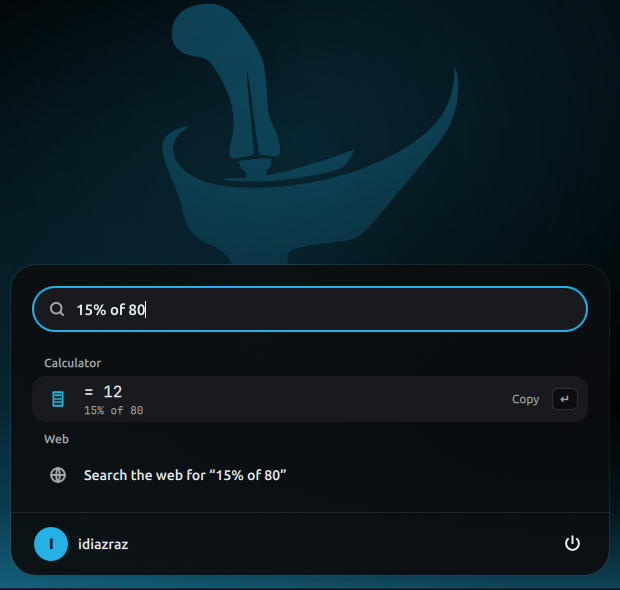 15% of 80
Calculator
= 12
15% of 80
Copy ↵
Web
Search the web for “15% of 80”
I idiazraz